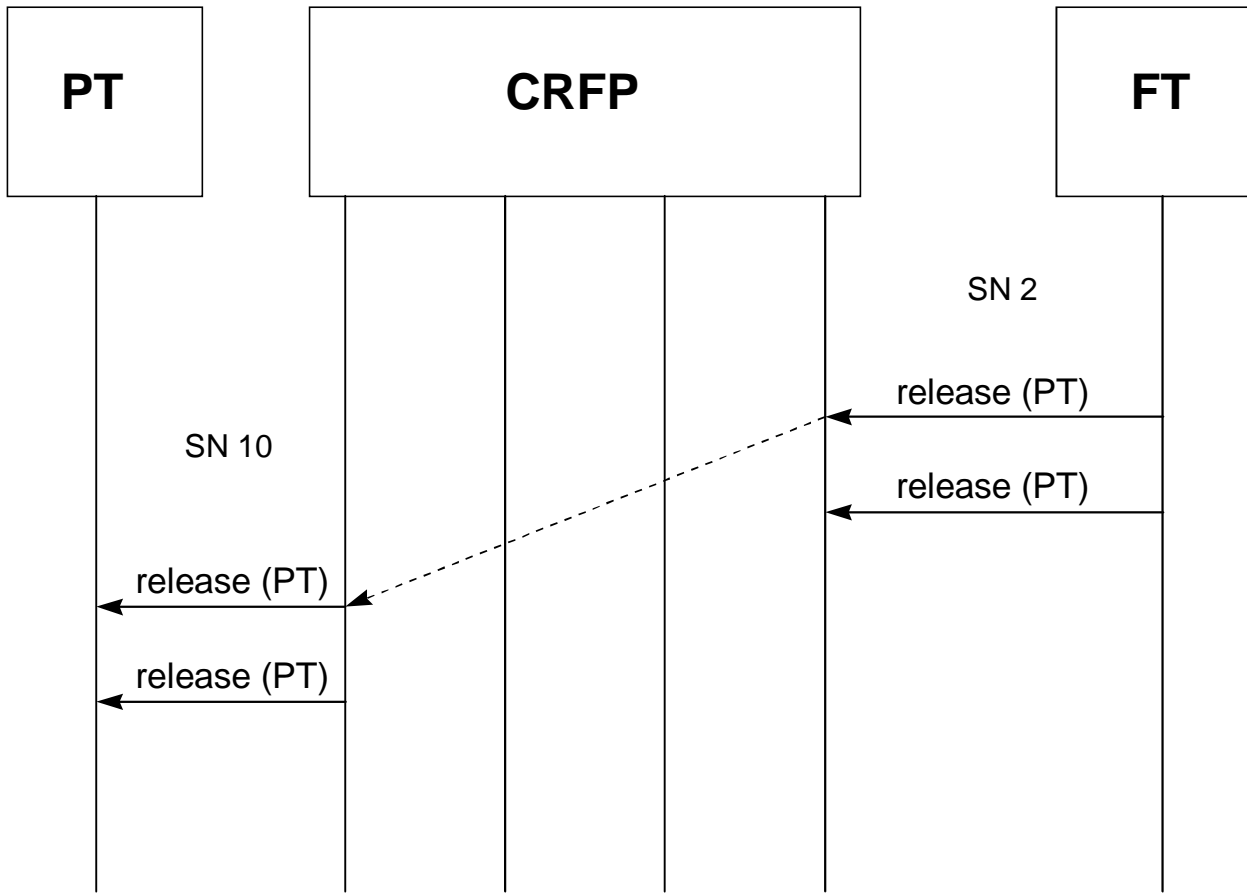 PT
CRFP
FT
SN 2
release (PT)
SN 10
release (PT)
release (PT)
release (PT)